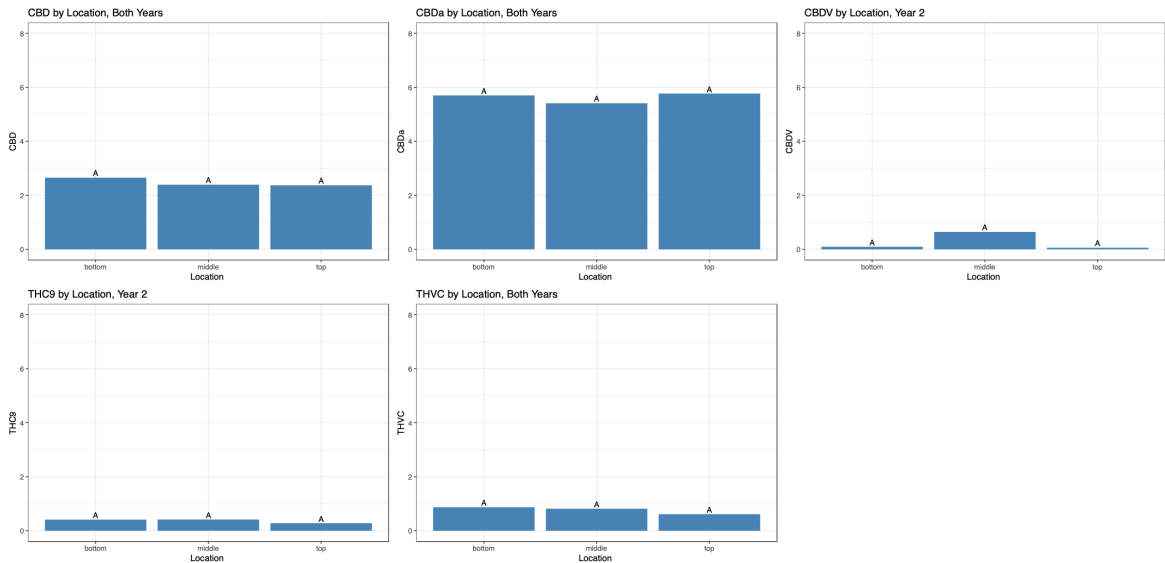 CBD by Location, Both Years
8
6
4
2
0
CBD
A
A
A
bottom
middle
top
Location
CBDa by Location, Both Years
8
6
4
2
0
CBDa
A
A
A
bottom
middle
top
Location
CBDV by Location, Year 2
8
6
4
2
0
CBDV
A
A
A
bottom
middle
top
Location
THC9 by Location, Year 2
8
6
4
2
0
THC9
A
A
A
bottom
middle
top
Location
THVC by Location, Both Years
8
6
4
2
0
THVC
A
A
A
bottom
middle
top
Location